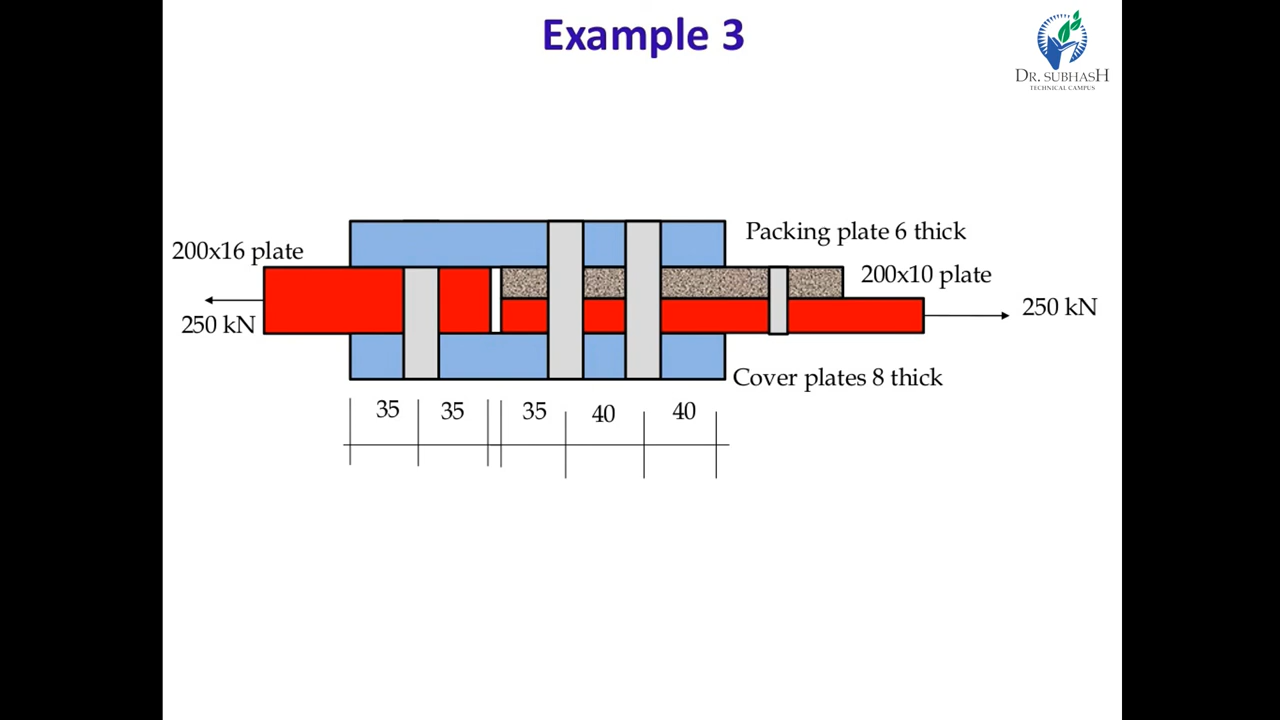 Example 3
DR. SUBHASH
TECHNICAL CAMPUS
Packing plate 6 thick
200x16 plate
200x10 plate
250 kN
250 kN
Cover plates 8 thick
35
35
35
40
40